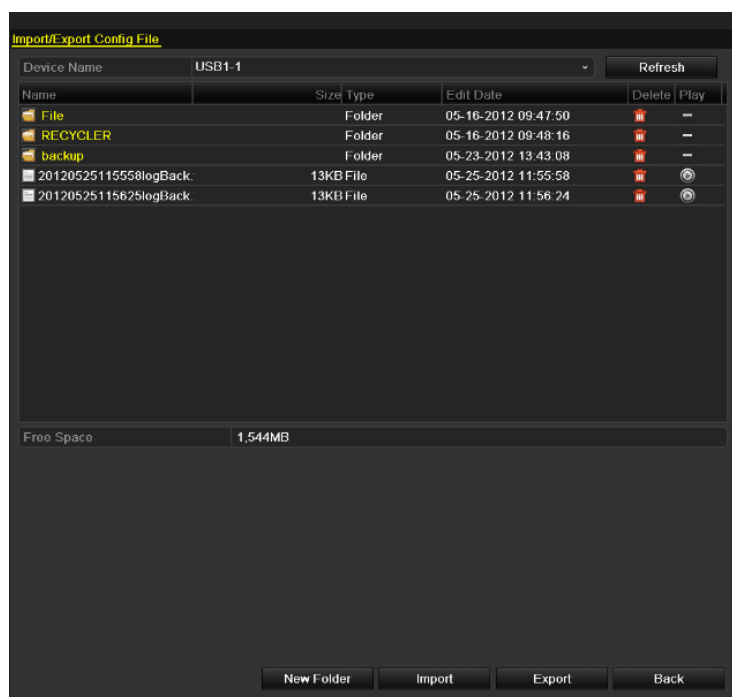 Import/Export Config File
Device Name USB1-1 Refresh
Name Size Type Edit Date Delete Play
File Folder 05-16-2012 09:47:50 –
RECYCLER Folder 05-16-2012 09:48:16 –
backup Folder 05-23-2012 13:43:08 –
20120525115558logBack. 13KB File 05-25-2012 11:55:58
20120525115625logBack. 13KB File 05-25-2012 11:56:24
Free Space 1,544MB
New Folder Import Export Back